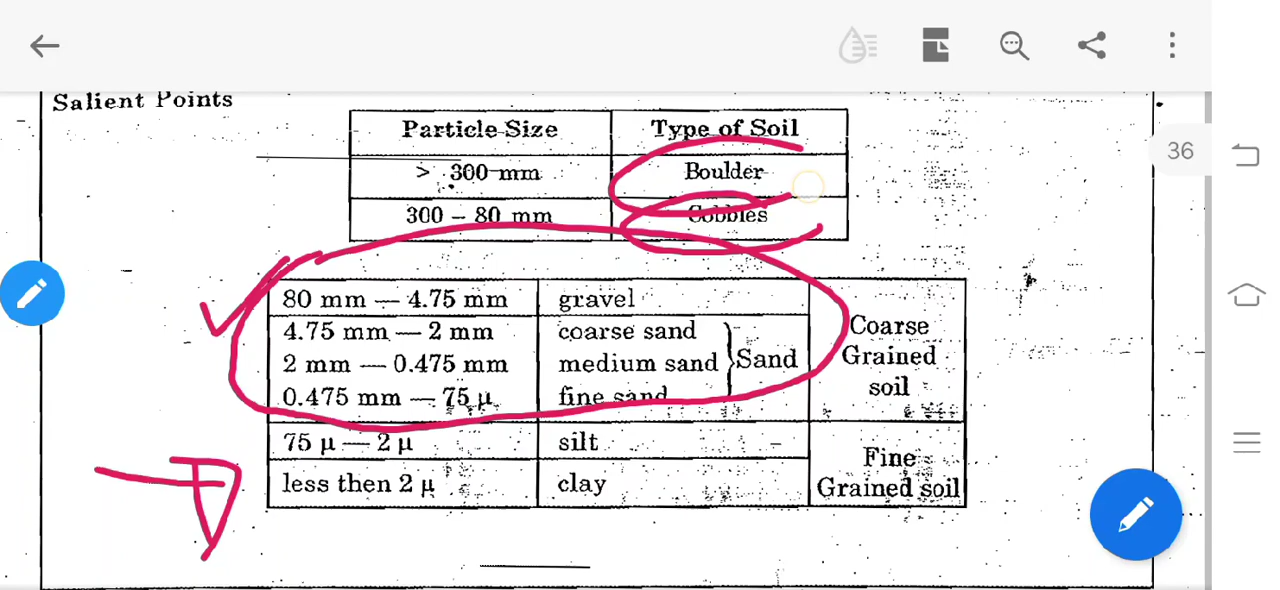 Salient Points
Particle Size Type of Soil
> 300 mm Boulder
300 – 80 mm Cobbles
36
80 mm — 4.75 mm gravel
4.75 mm — 2 mm coarse sand
2 mm — 0.475 mm medium sand } Sand
0.475 mm — 75 µ fine sand
Coarse
Grained
soil
75 µ — 2 µ silt
less then 2 µ clay
Fine
Grained soil